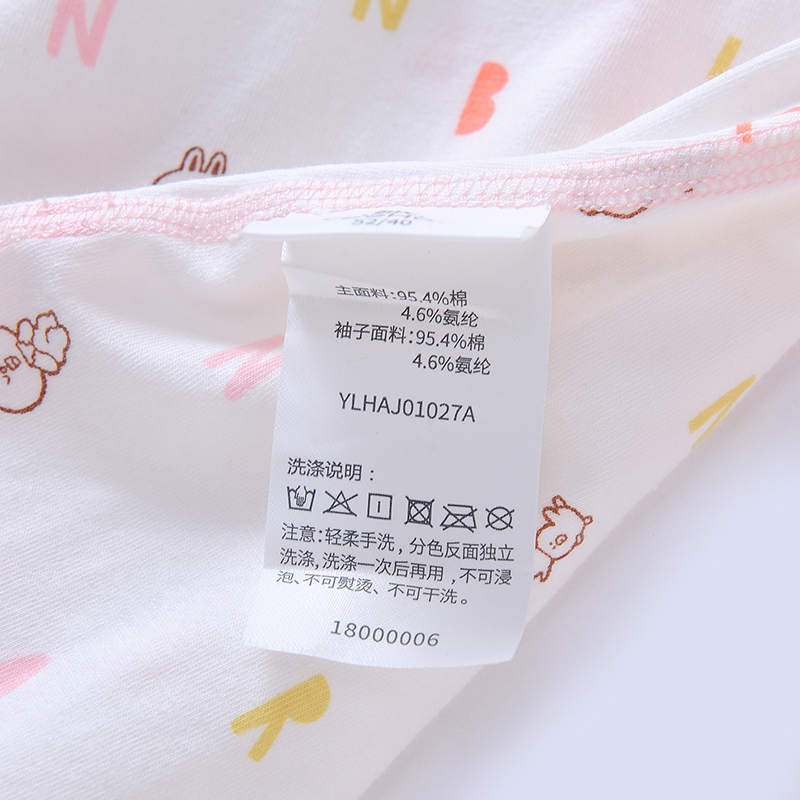 N
N
B
52/40
主面料:95.4%棉
4.6%氨纶
袖子面料:95.4%棉
4.6%氨纶
YLHAJ01027A
洗涤说明:
注意:轻柔手洗,分色反面独立
洗涤,洗涤一次后再用,不可浸
泡、不可熨烫、不可干洗。
18000006